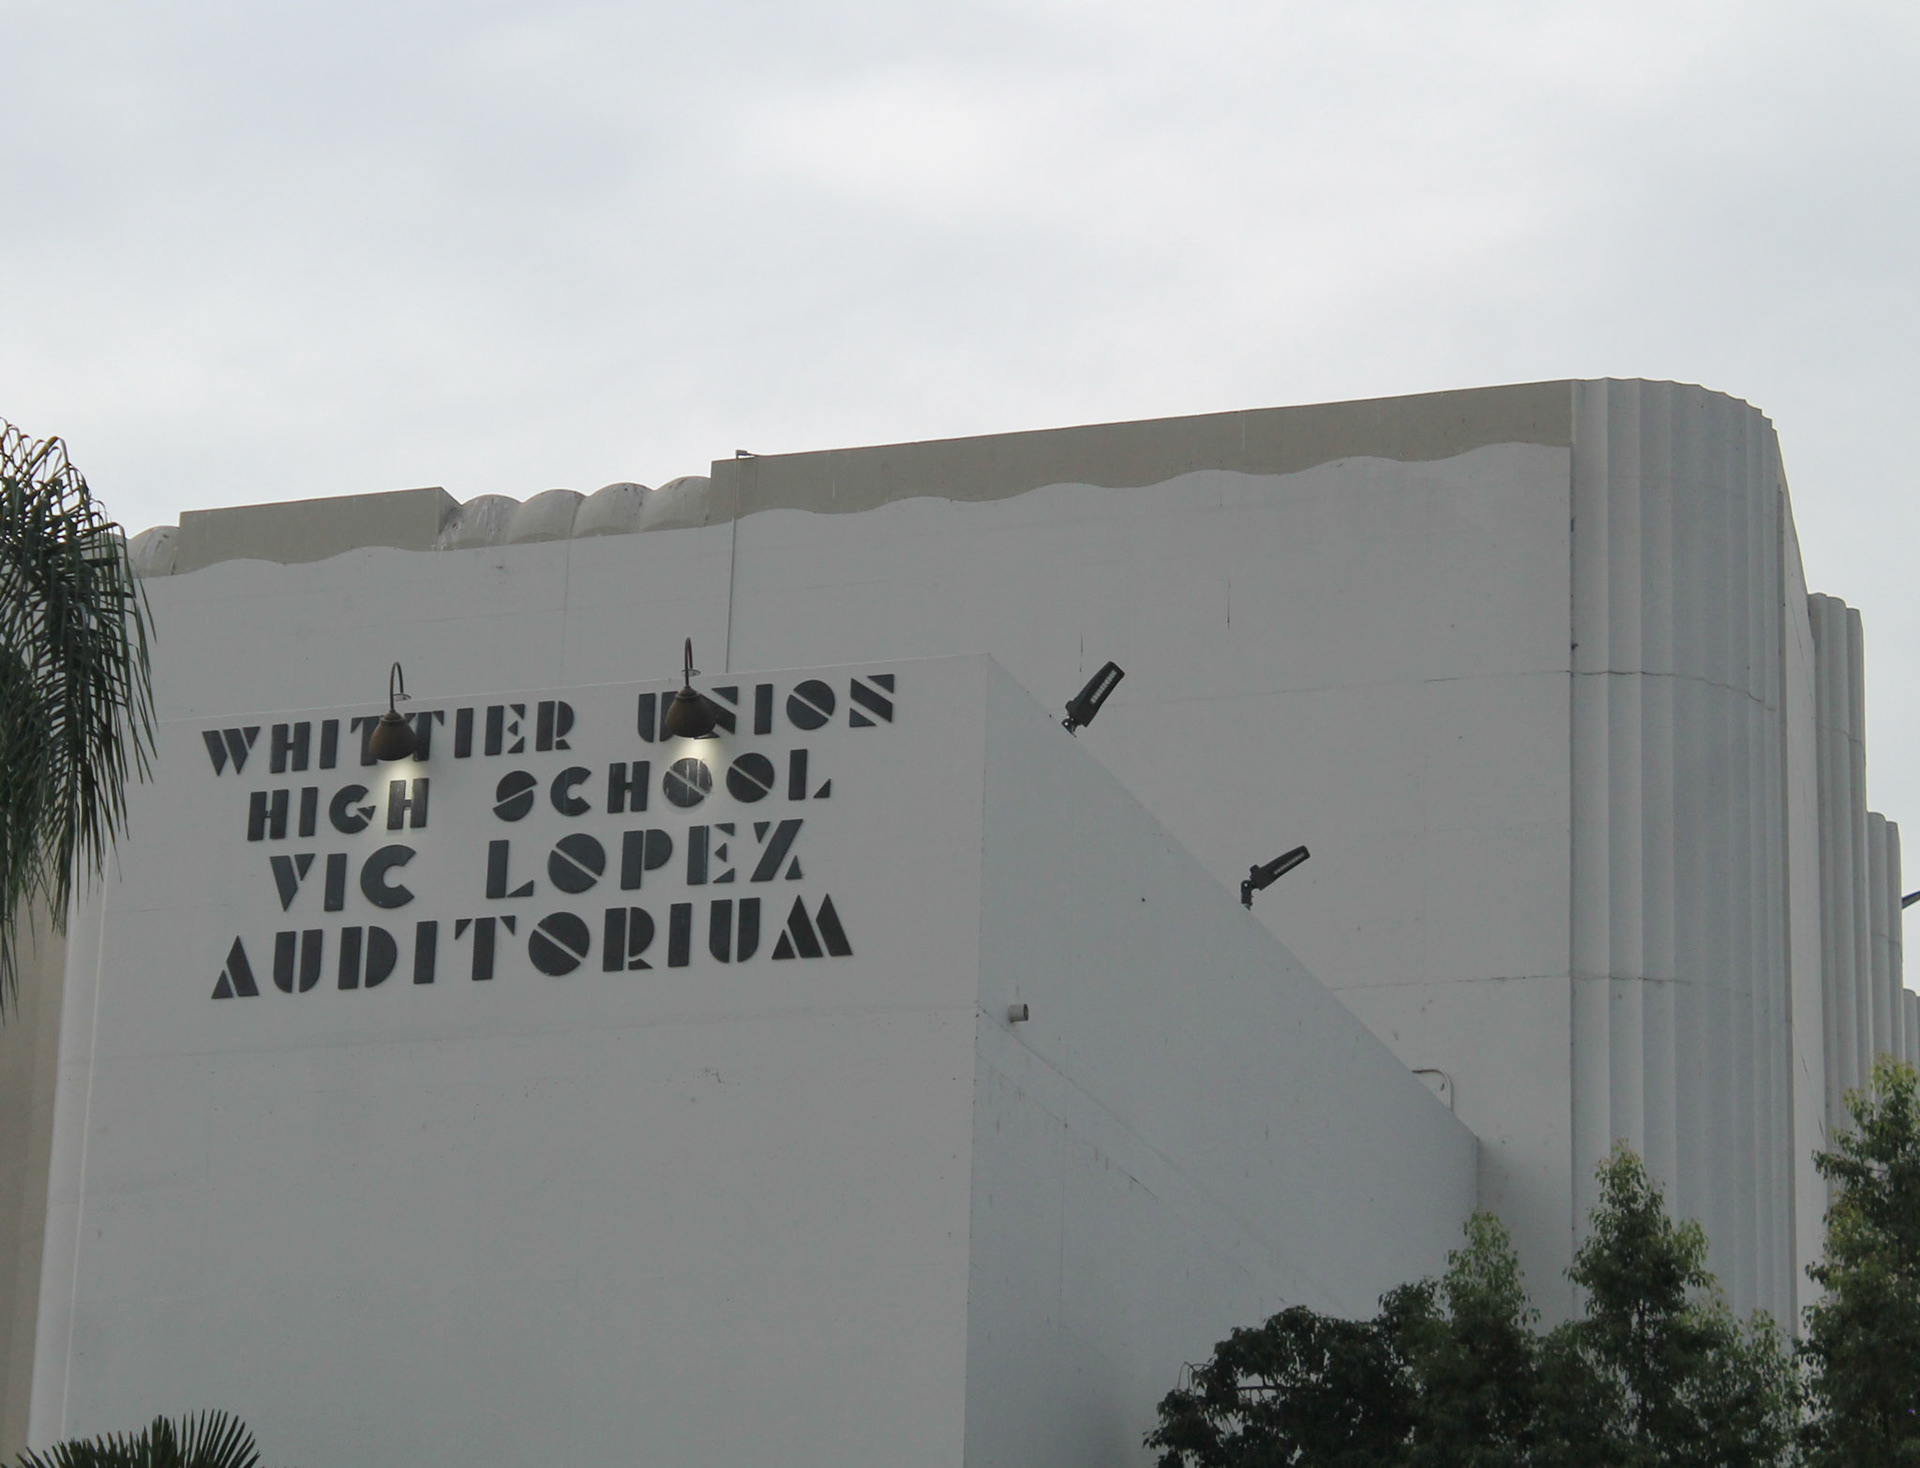 WHITTIER UNION
HIGH SCHOOL
VIC LOPEZ
AUDITORIUM